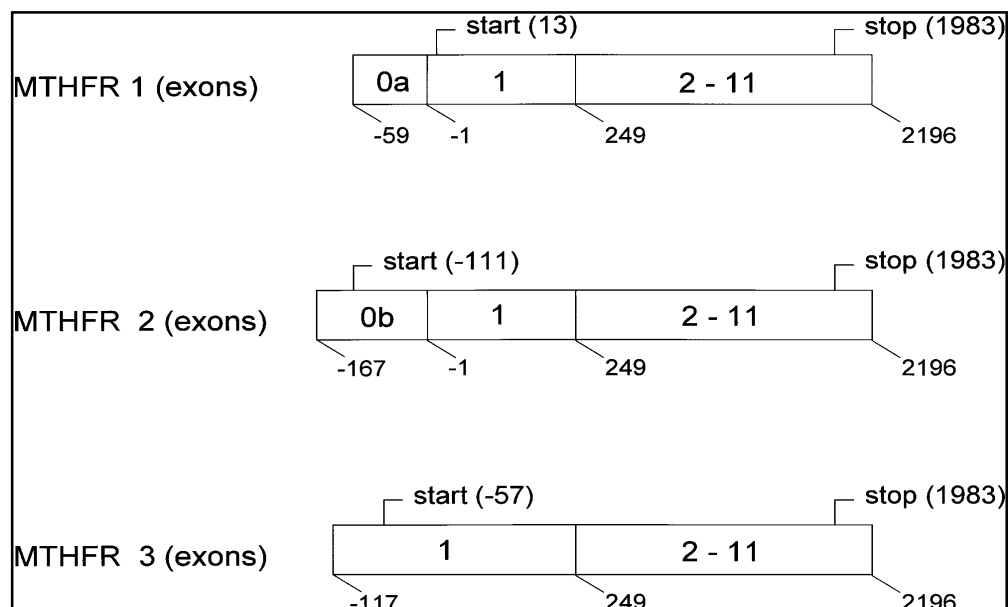 start (13) stop (1983)
MTHFR 1 (exons) 0a 1 2 - 11
-59 -1 249 2196
start (-111) stop (1983)
MTHFR 2 (exons) 0b 1 2 - 11
-167 -1 249 2196
start (-57) stop (1983)
MTHFR 3 (exons) 1 2 - 11
-117 249 2196